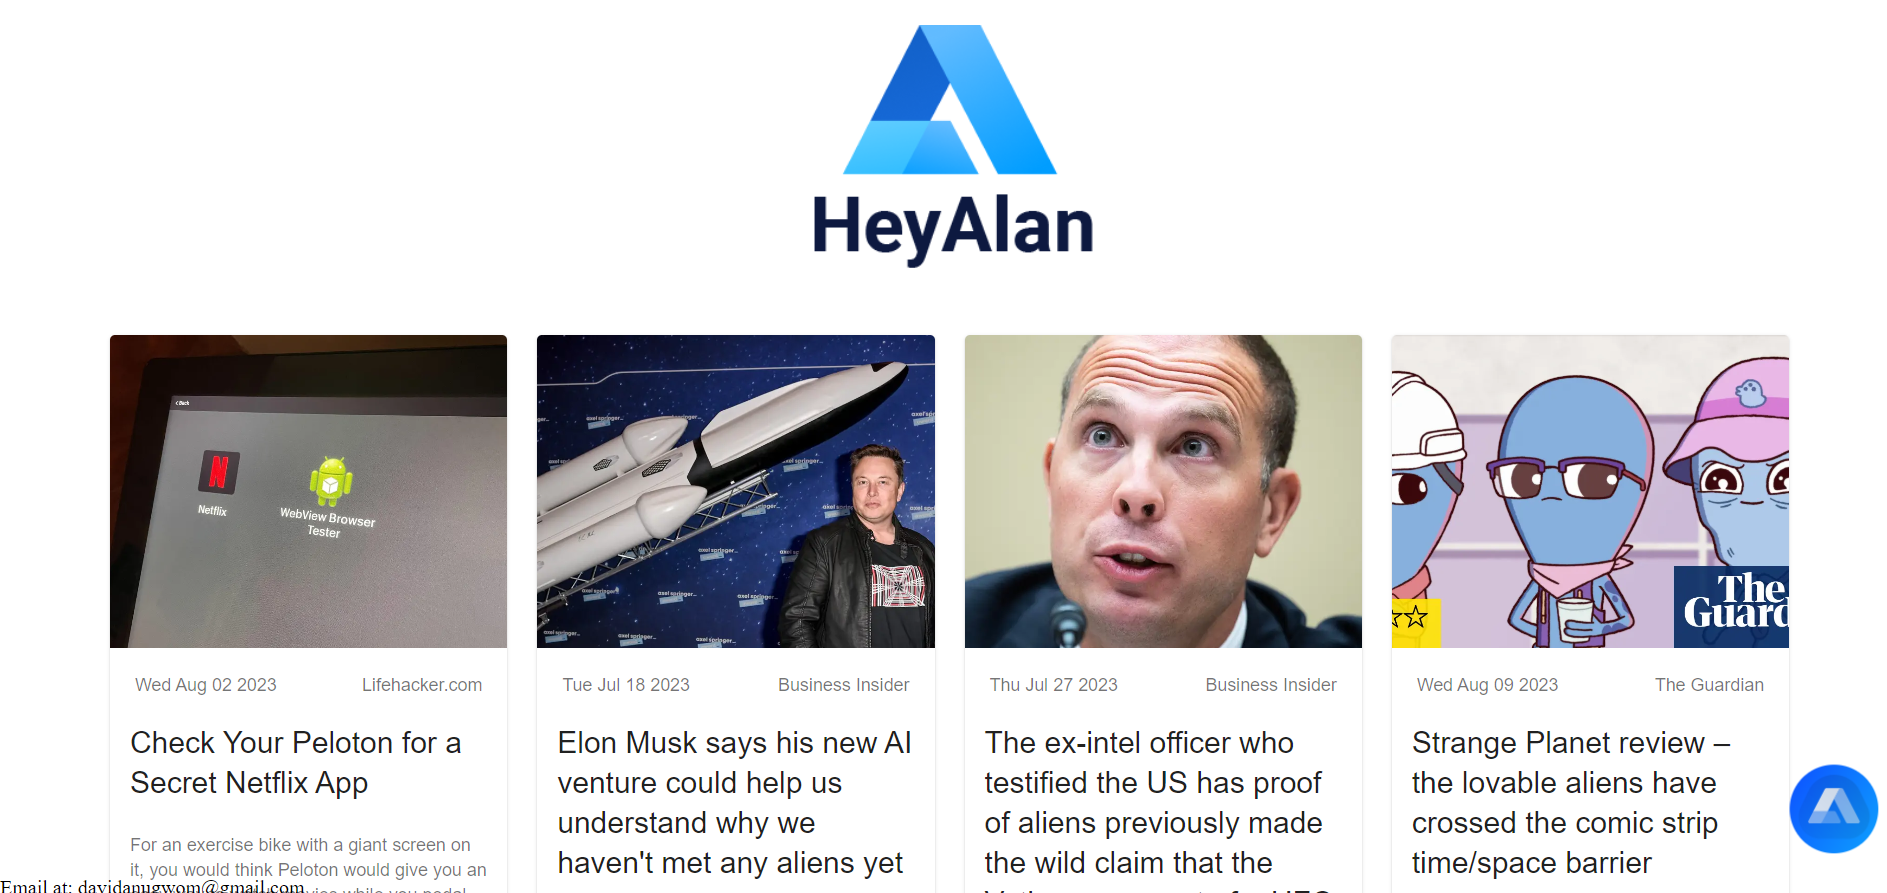 HeyAlan
< Back
Netflix
WebView Browser
Tester
axel springer_
The
Guard
Wed Aug 02 2023 Lifehacker.com
Check Your Peloton for a
Secret Netflix App
For an exercise bike with a giant screen on
it, you would think Peloton would give you an
Tue Jul 18 2023 Business Insider
Elon Musk says his new AI
venture could help us
understand why we
haven't met any aliens yet
Thu Jul 27 2023 Business Insider
The ex-intel officer who
testified the US has proof
of aliens previously made
the wild claim that the
Wed Aug 09 2023 The Guardian
Strange Planet review –
the lovable aliens have
crossed the comic strip
time/space barrier
Email at: